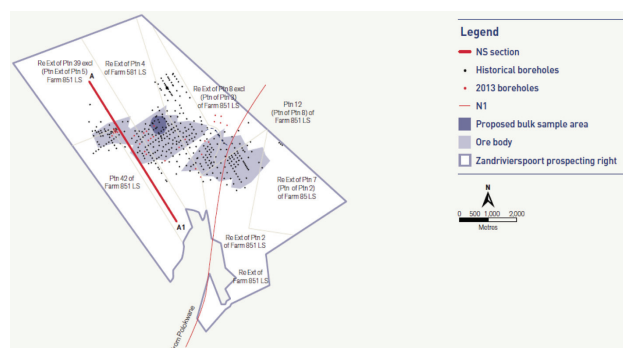 Re Ext of Ptn 39 excl
(Ptn Ext of Ptn 5)
Farm 851 LS
A
Re Ext of Ptn 4
of Farm 581 LS
Re Ext of Ptn 8 excl
(Ptn of Ptn 9)
of Farm 851 LS
Ptn 12
(Ptn of Ptn 8) of
Farm 851 LS
Ptn 42 of
Farm 851 LS
A1
Re Ext of Ptn 7
(Ptn of Ptn 2)
of Farm 85 LS
Re Ext of Ptn 2
of Farm 851 LS
Re Ext of
Farm 851 LS
From Polokwane
Legend
NS section
Historical boreholes
2013 boreholes
N1
Proposed bulk sample area
Ore body
Zandrivierspoort prospecting right
N
0 500 1,000 2,000
Metres